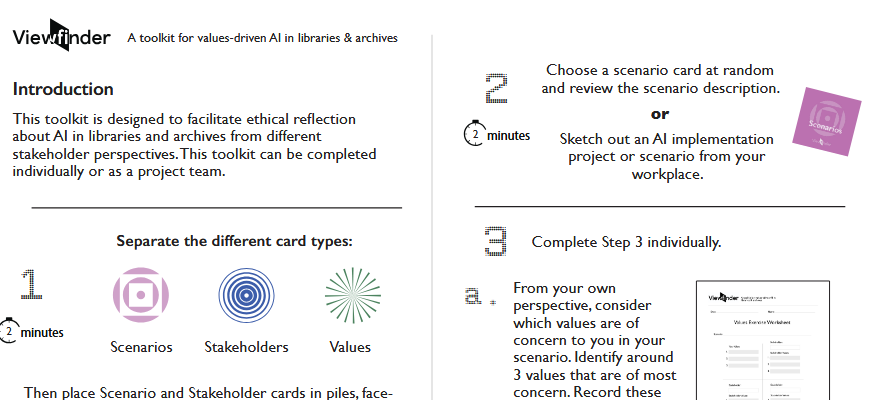 Viewfinder
A toolkit for values-driven AI in libraries & archives
Introduction
This toolkit is designed to facilitate ethical reflection
about AI in libraries and archives from different
stakeholder perspectives. This toolkit can be completed
individually or as a project team.
Separate the different card types:
1
2 minutes
Scenarios
Stakeholders
Values
Then place Scenario and Stakeholder cards in piles, face-
2
2 minutes
Choose a scenario card at random
and review the scenario description.
or
Sketch out an AI implementation
project or scenario from your
workplace.
Scenarios
3
Complete Step 3 individually.
a.
From your own
perspective, consider
which values are of
concern to you in your
scenario. Identify around
3 values that are of most
concern. Record these
Viewfinder
Values Exercise Worksheet